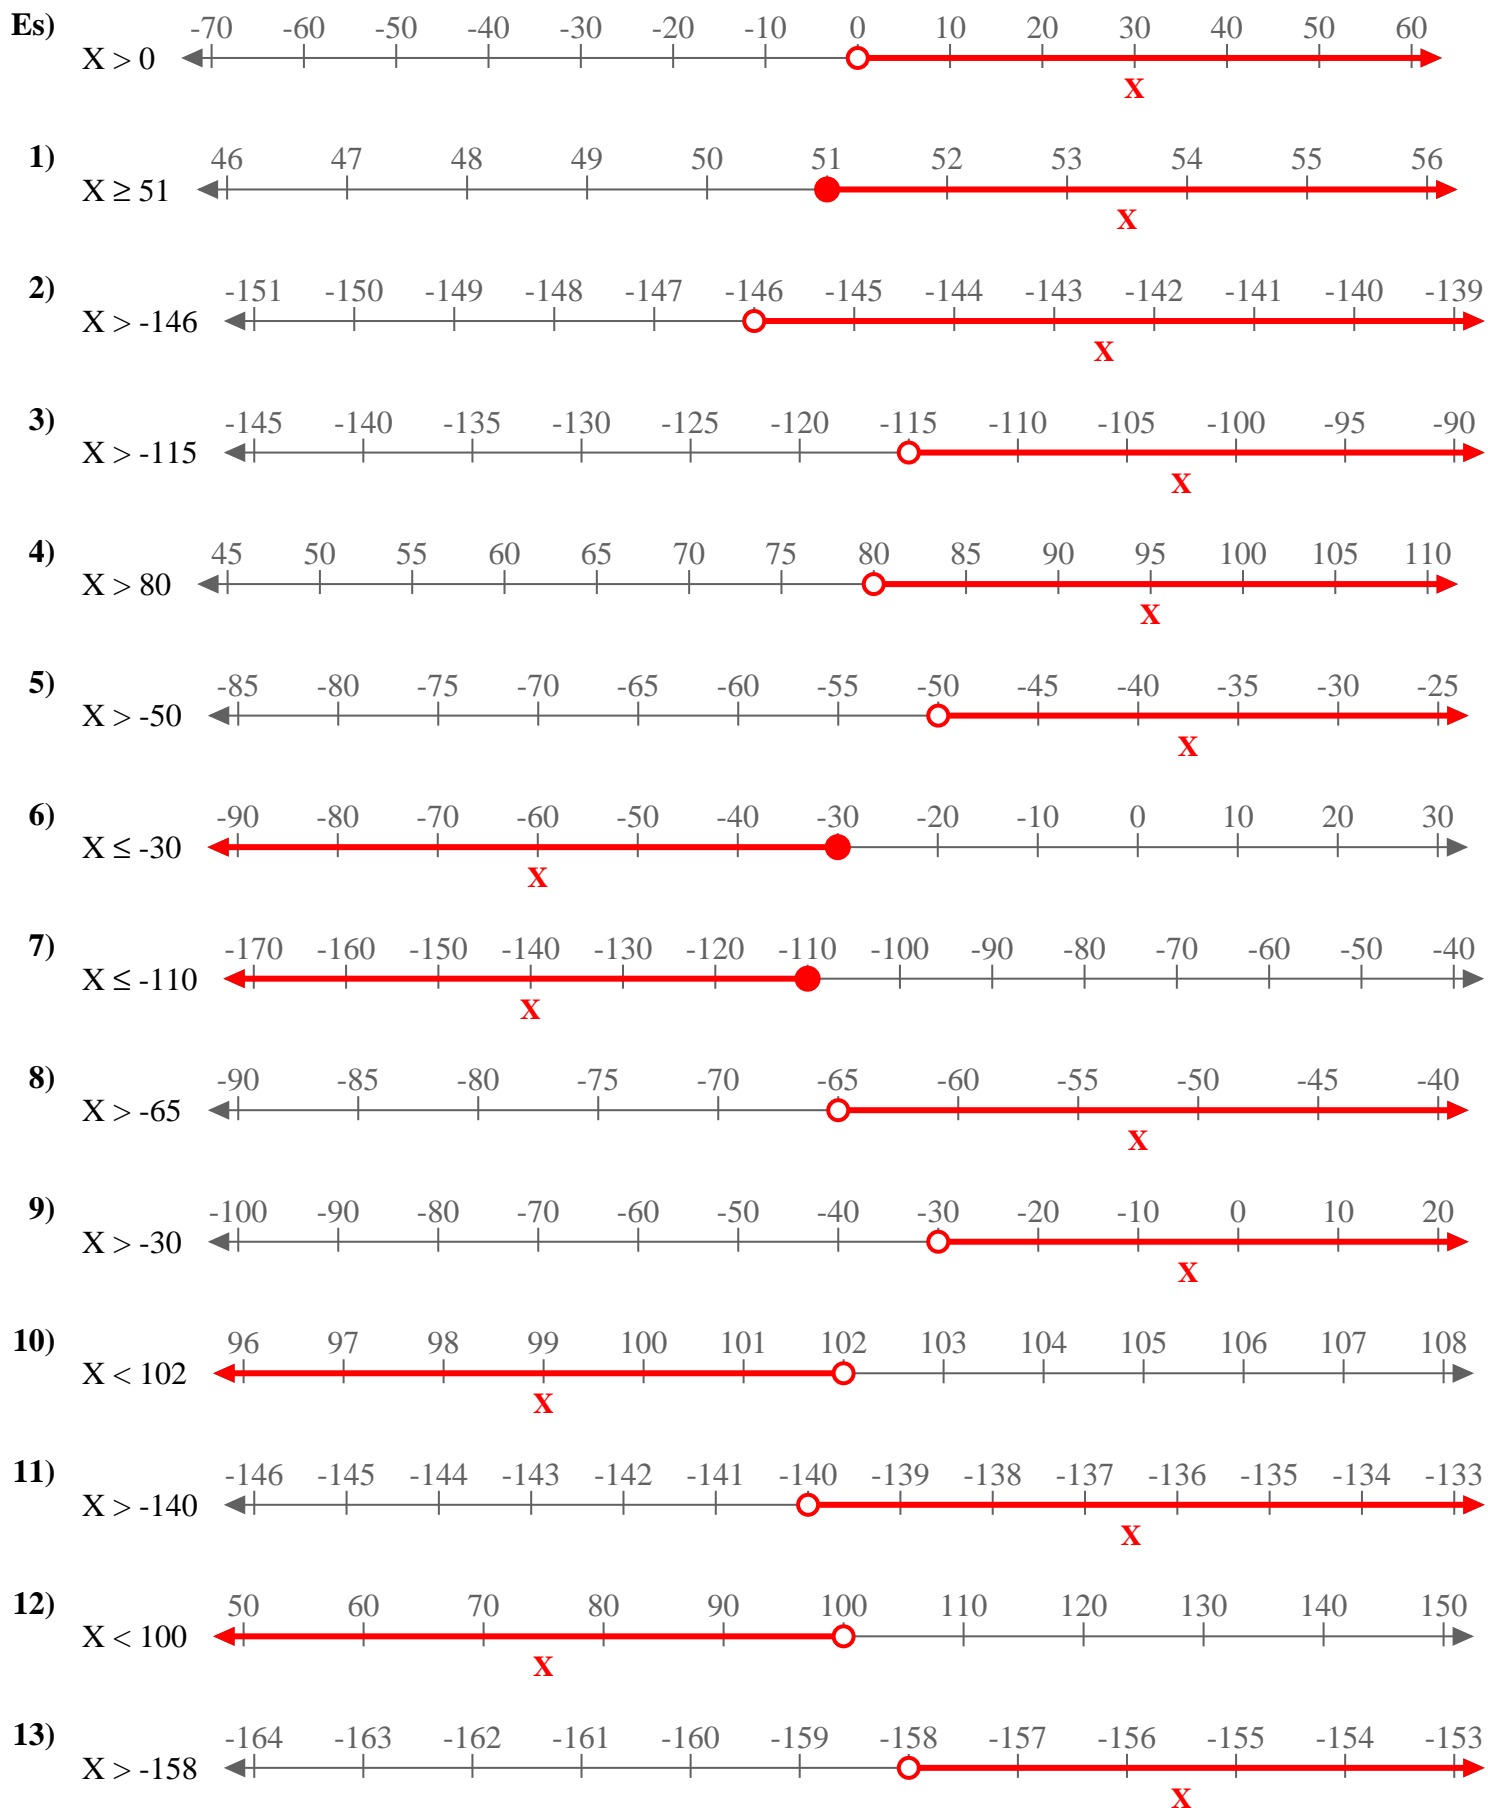 Es) -70 -60 -50 -40 -30 -20 -10 0 10 20 30 40 50 60
X > 0
X
1) 46 47 48 49 50 51 52 53 54 55 56
X ≥ 51
X
2) -151 -150 -149 -148 -147 -146 -145 -144 -143 -142 -141 -140 -139
X > -146
X
3) -145 -140 -135 -130 -125 -120 -115 -110 -105 -100 -95 -90
X > -115
X
4) 45 50 55 60 65 70 75 80 85 90 95 100 105 110
X > 80
X
5) -85 -80 -75 -70 -65 -60 -55 -50 -45 -40 -35 -30 -25
X > -50
X
6) -90 -80 -70 -60 -50 -40 -30 -20 -10 0 10 20 30
X ≤ -30
X
7) -170 -160 -150 -140 -130 -120 -110 -100 -90 -80 -70 -60 -50 -40
X ≤ -110
X
8) -90 -85 -80 -75 -70 -65 -60 -55 -50 -45 -40
X > -65
X
9) -100 -90 -80 -70 -60 -50 -40 -30 -20 -10 0 10 20
X > -30
X
10) 96 97 98 99 100 101 102 103 104 105 106 107 108
X < 102
X
11) -146 -145 -144 -143 -142 -141 -140 -139 -138 -137 -136 -135 -134 -133
X > -140
X
12) 50 60 70 80 90 100 110 120 130 140 150
X < 100
X
13) -164 -163 -162 -161 -160 -159 -158 -157 -156 -155 -154 -153
X > -158
X